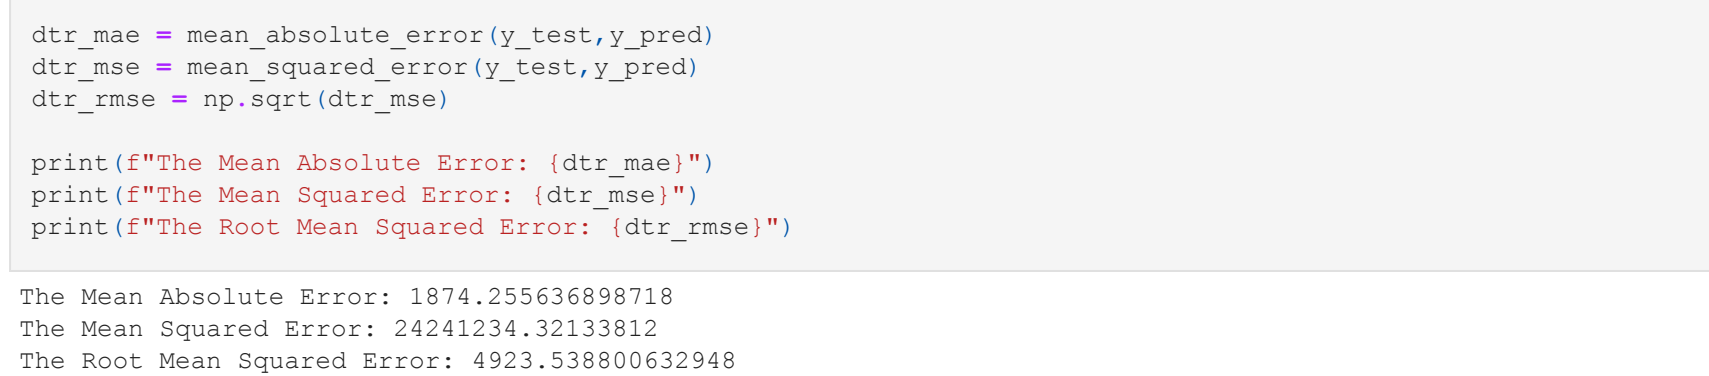 dtr_mae = mean_absolute_error(y_test,y_pred)
dtr_mse = mean_squared_error(y_test,y_pred)
dtr_rmse = np.sqrt(dtr_mse)
print(f"The Mean Absolute Error: {dtr_mae}")
print(f"The Mean Squared Error: {dtr_mse}")
print(f"The Root Mean Squared Error: {dtr_rmse}")
The Mean Absolute Error: 1874.255636898718
The Mean Squared Error: 24241234.32133812
The Root Mean Squared Error: 4923.538800632948